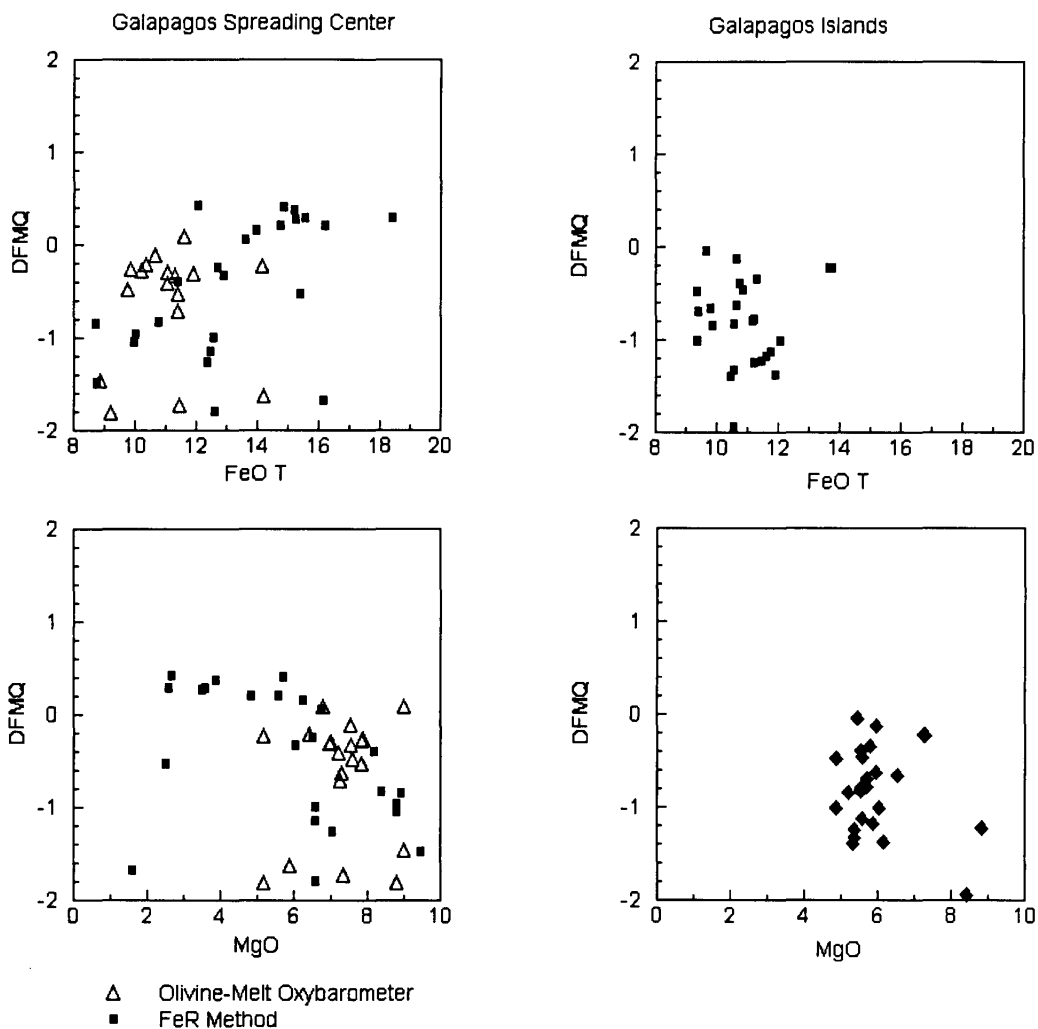 Galapagos Spreading Center
2
1
0
-1
-2
DFMQ
8 10 12 14 16 18 20
FeO T
Galapagos Islands
2
1
0
-1
-2
DFMQ
8 10 12 14 16 18 20
FeO T
2
1
0
-1
-2
DFMQ
0 2 4 6 8 10
MgO
2
1
0
-1
-2
DFMQ
0 2 4 6 8 10
MgO
Olivine-Melt Oxybarometer
FeR Method